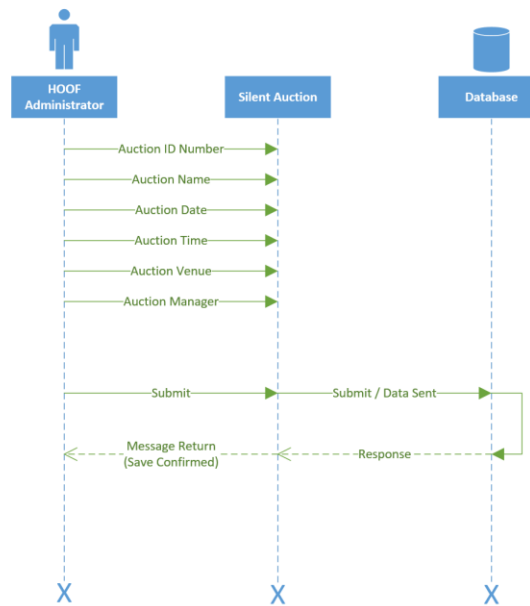 HOOF
Administrator
Silent Auction
Database
Auction ID Number
Auction Name
Auction Date
Auction Time
Auction Venue
Auction Manager
Submit
Submit / Data Sent
Message Return
(Save Confirmed)
Response
X
X
X